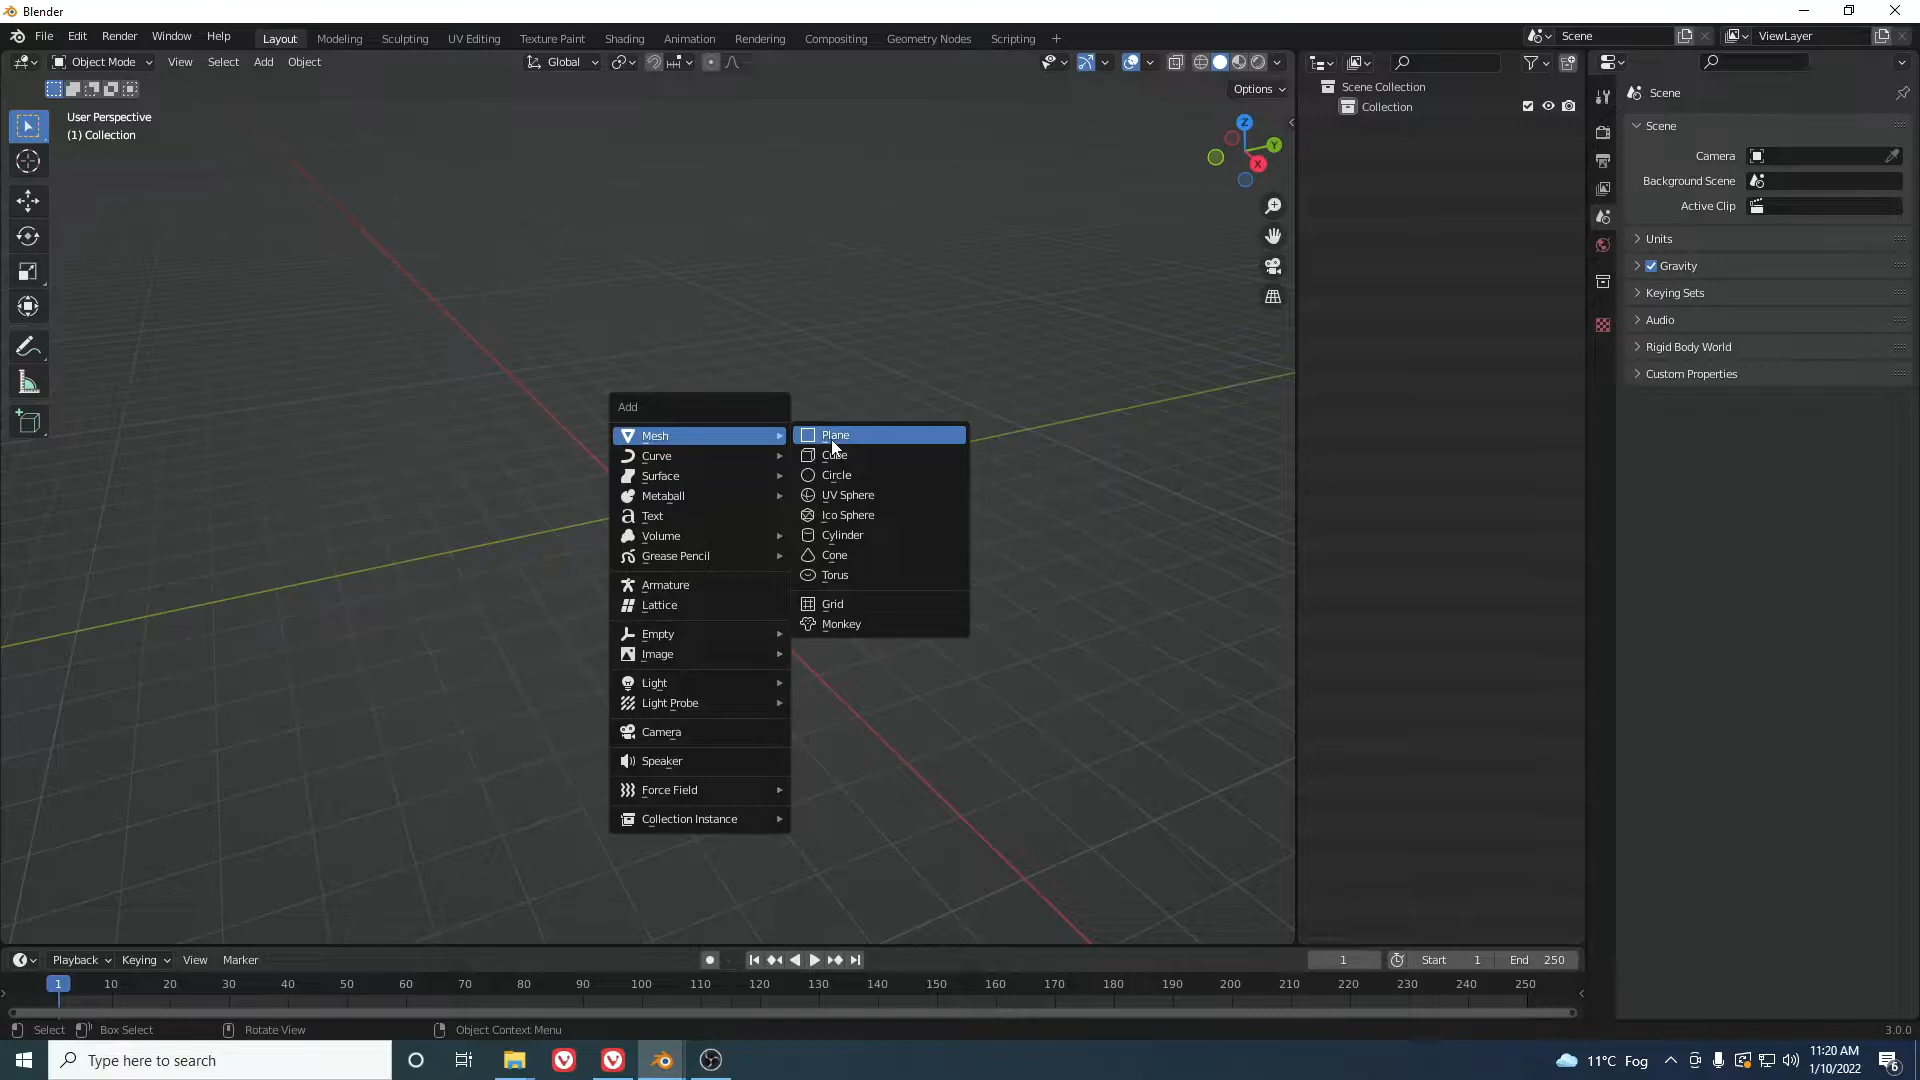 Blender
File Edit Render Window Help Layout Modeling Sculpting UV Editing Texture Paint Shading Animation Rendering Compositing Geometry Nodes Scripting + Scene ViewLayer
Object Mode View Select Add Object Global
Options
User Perspective
(1) Collection
Z
Y
X
Scene Collection
Collection
Scene
Scene
Camera
Background Scene
Active Clip
Units
Gravity
Keying Sets
Audio
Rigid Body World
Custom Properties
Add
Mesh
Curve
Surface
Metaball
Text
Volume
Grease Pencil
Armature
Lattice
Empty
Image
Light
Light Probe
Camera
Speaker
Force Field
Collection Instance
Plane
Cube
Circle
UV Sphere
Ico Sphere
Cylinder
Cone
Torus
Grid
Monkey
Playback Keying View Marker 1 Start 1 End 250
1 10 20 30 40 50 60 70 80 90 100 110 120 130 140 150 160 170 180 190 200 210 220 230 240 250
Select Box Select Rotate View Object Context Menu 3.0.0
Type here to search 11°C Fog 11:20 AM
1/10/2022 6